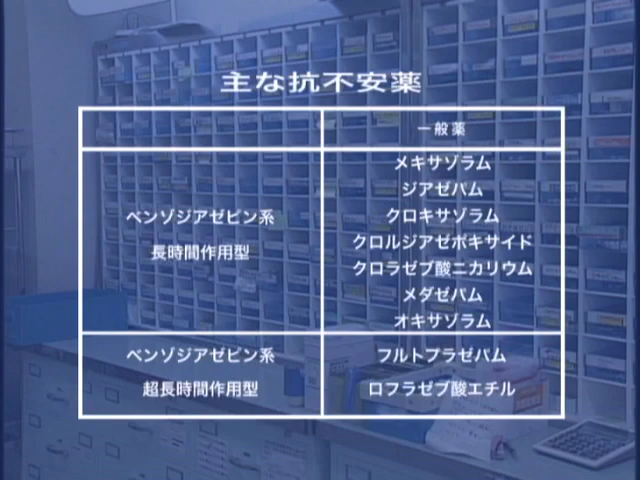 主な抗不安薬
一般薬
ベンゾジアゼピン系
長時間作用型
メキサゾラム
ジアゼパム
クロキサゾラム
クロルジアゼポキサイド
クロラゼプ酸ニカリウム
メダゼパム
オキサゾラム
ベンゾジアゼピン系
超長時間作用型
フルトプラゼパム
ロフラゼプ酸エチル